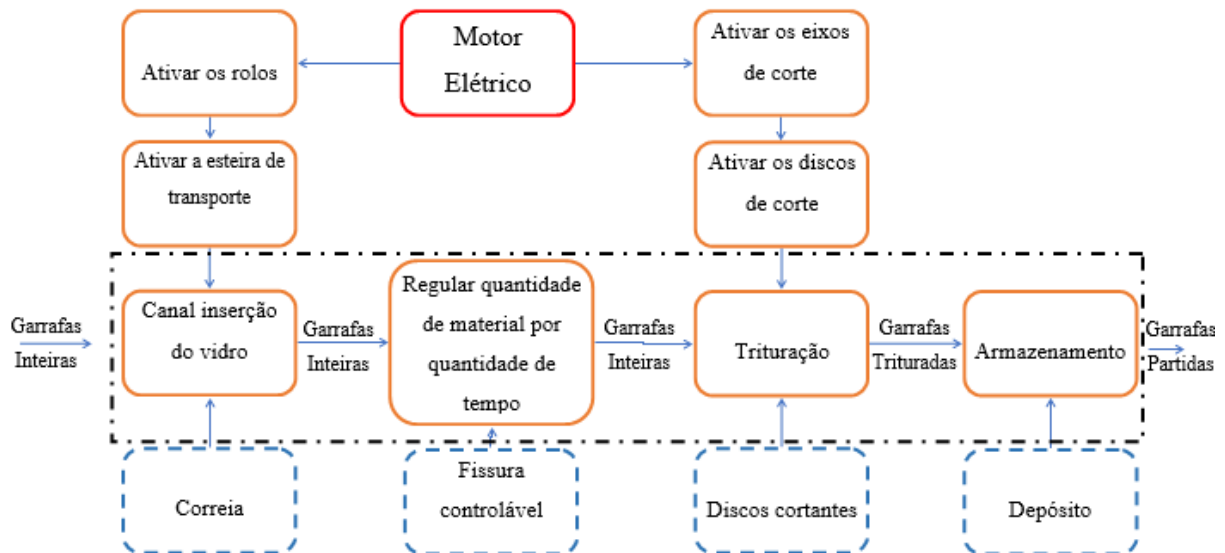 Ativar os rolos
Motor
Elétrico
Ativar os eixos
de corte
Ativar a esteira de
transporte
Ativar os discos
de corte
Garrafas
Inteiras
Canal inserção
do vidro
Garrafas
Inteiras
Regular quantidade
de material por
quantidade de
tempo
Garrafas
Inteiras
Trituração
Garrafas
Trituradas
Armazenamento
Garrafas
Partidas
Correia
Fissura
controlável
Discos cortantes
Depósito